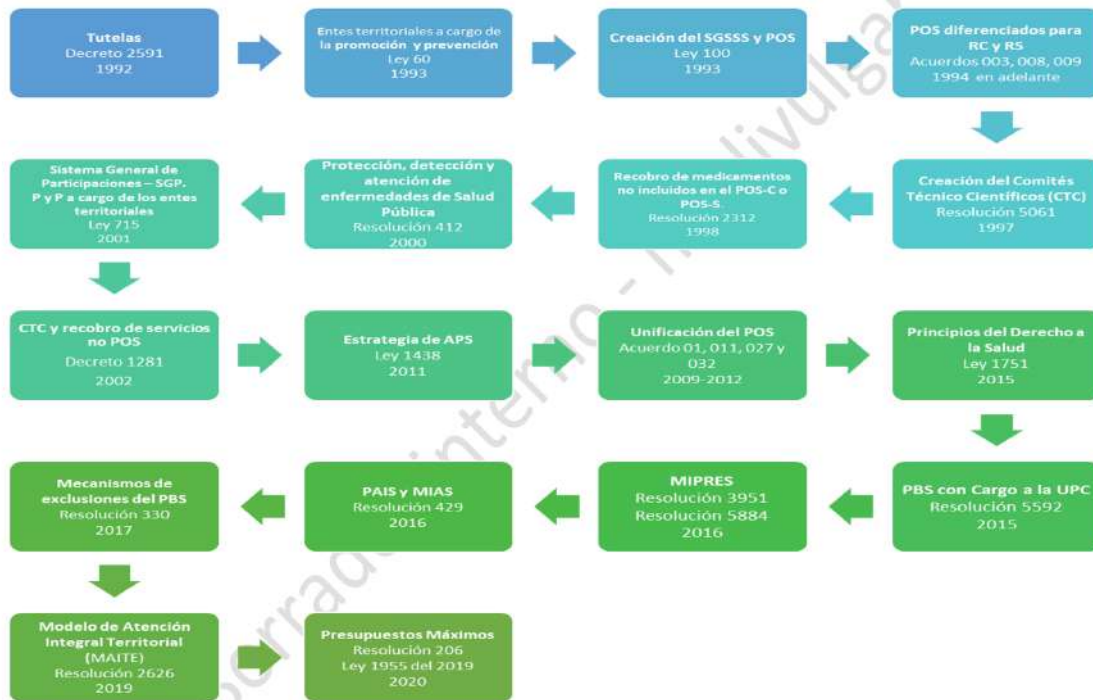 Tutelas
Decreto 2591
1992
Entes territoriales a cargo de
la promoción y prevención
Ley 60
1993
Creación del SGSSS y POS
Ley 100
1993
POS diferenciados para
RC y RS
Acuerdos 003, 008, 009
1994 en adelante
Sistema General de
Participaciones – SGP.
P y P a cargo de los entes
territoriales
Ley 715
2001
Protección, detección y
atención de
enfermedades de Salud
Pública
Resolución 412
2000
Recobro de medicamentos
no incluidos en el POS-C o
POS-S.
Resolución 2312
1998
Creación del Comités
Técnico Científicos (CTC)
Resolución 5061
1997
CTC y recobro de servicios
no POS
Decreto 1281
2002
Estrategia de APS
Ley 1438
2011
Unificación del POS
Acuerdo 01, 011, 027 y
032
2009-2012
Principios del Derecho a
la Salud
Ley 1751
2015
Mecanismos de
exclusiones del PBS
Resolución 330
2017
PAIS y MIAS
Resolución 429
2016
MIPRES
Resolución 3951
Resolución 5884
2016
PBS con Cargo a la UPC
Resolución 5592
2015
Modelo de Atención
Integral Territorial
(MAITE)
Resolución 2626
2019
Presupuestos Máximos
Resolución 206
Ley 1955 del 2019
2020
interno -